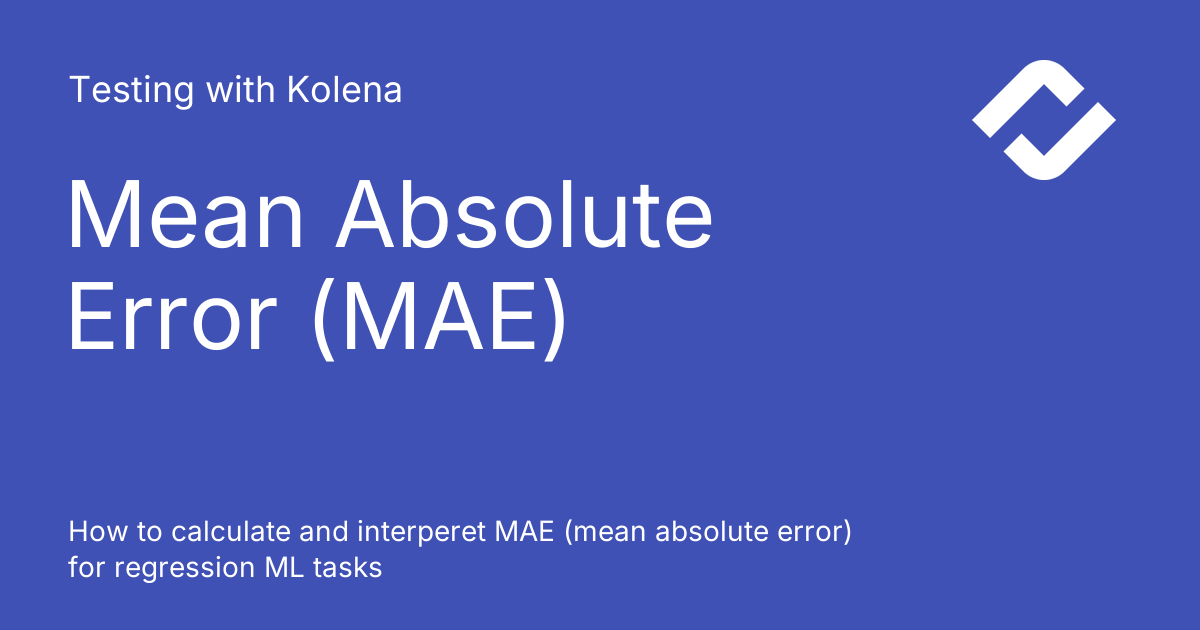 Testing with Kolena
Mean Absolute
Error (MAE)
How to calculate and interperet MAE (mean absolute error)
for regression ML tasks